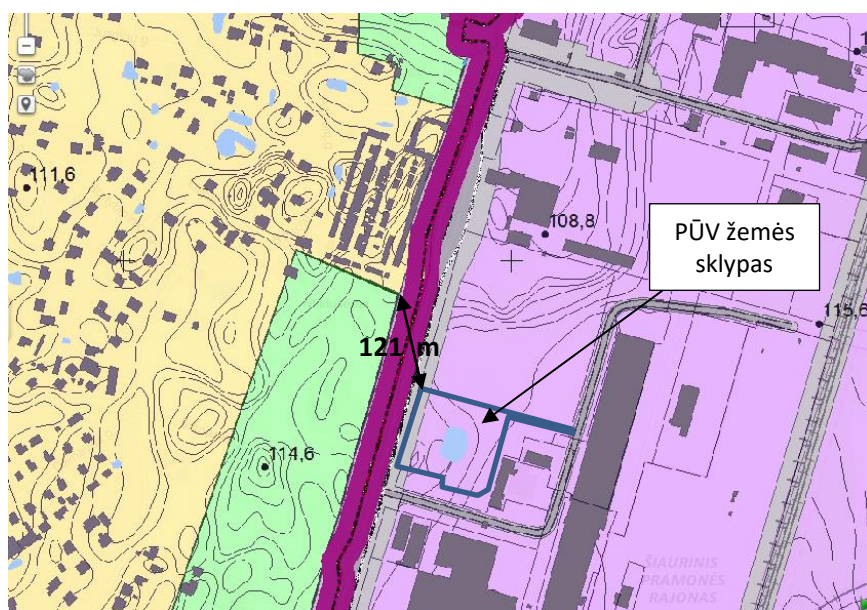 111,6
108,8
PŪV žemės
sklypas
115,6
121 m
114,6
ŠIAURINIS
PRAMONĖS
RAJONAS